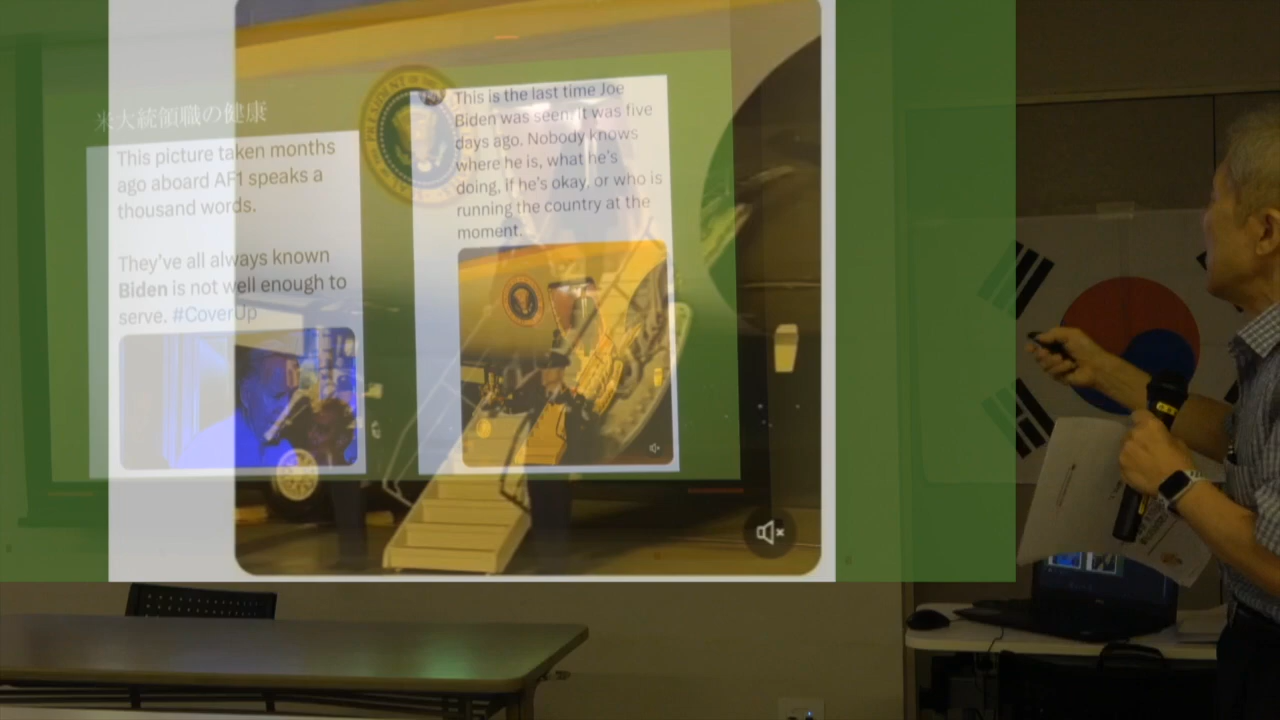 米大統領職の健康
This picture taken months
ago aboard AF1 speaks a
thousand words.
They've all always known
Biden is not well enough to
serve. #CoverUp
This is the last time Joe
Biden was seen. It was five
days ago. Nobody knows
where he is, what he's
doing, if he's okay, or who is
running the country at the
moment.